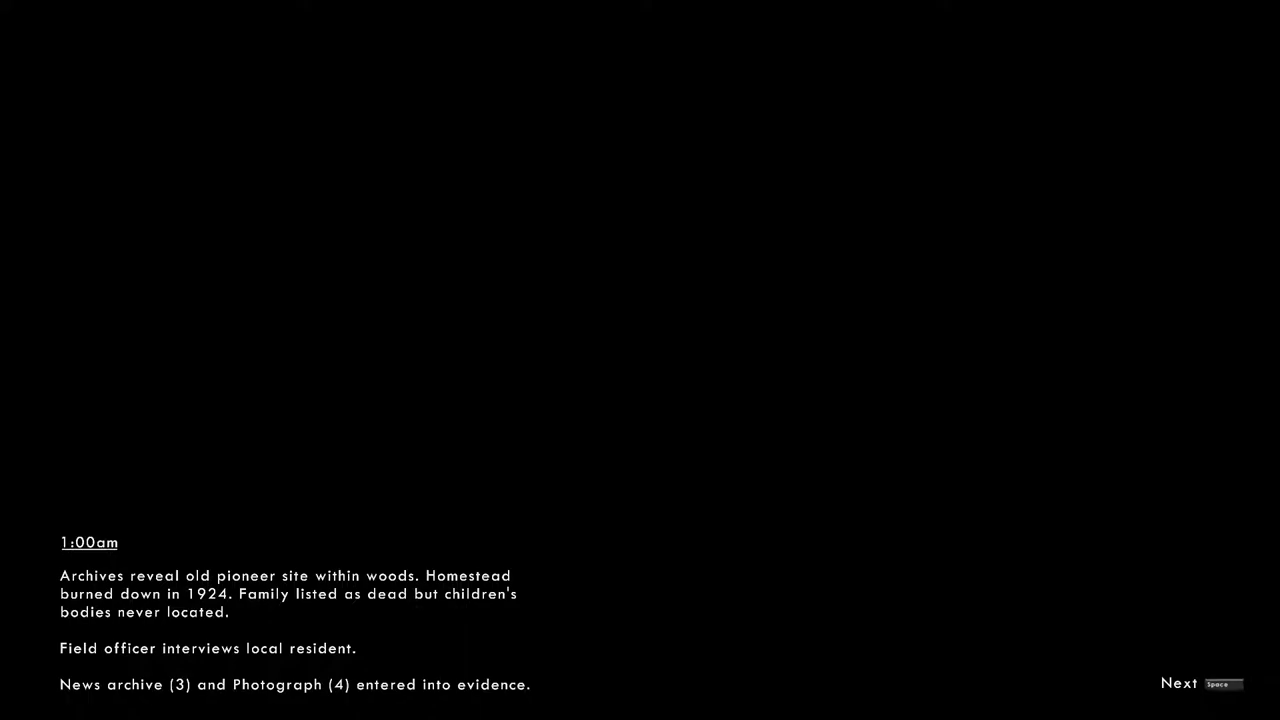 1:00am
Archives reveal old pioneer site within woods. Homestead
burned down in 1924. Family listed as dead but children's
bodies never located.
Field officer interviews local resident.
News archive (3) and Photograph (4) entered into evidence.
Next Space